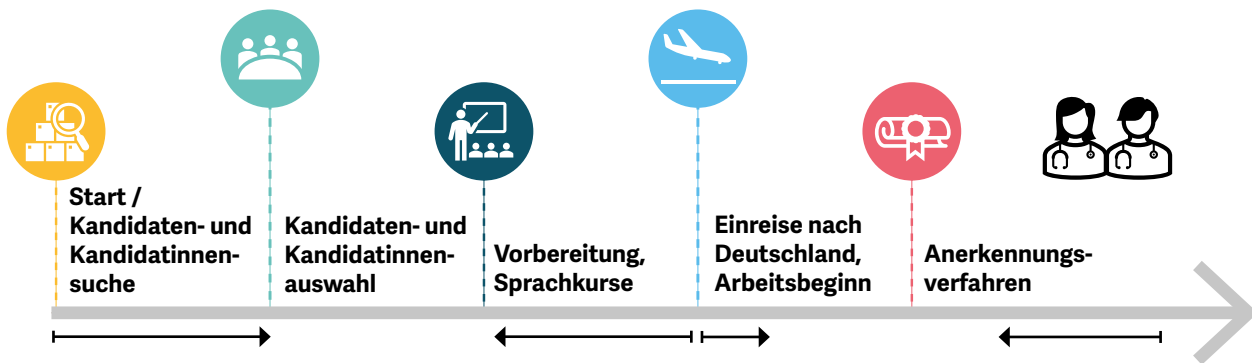 Start /
Kandidaten- und
Kandidatinnen-
suche
Kandidaten- und
Kandidatinnen-
auswahl
Vorbereitung,
Sprachkurse
Einreise nach
Deutschland,
Arbeitsbeginn
Anerkennungs-
verfahren